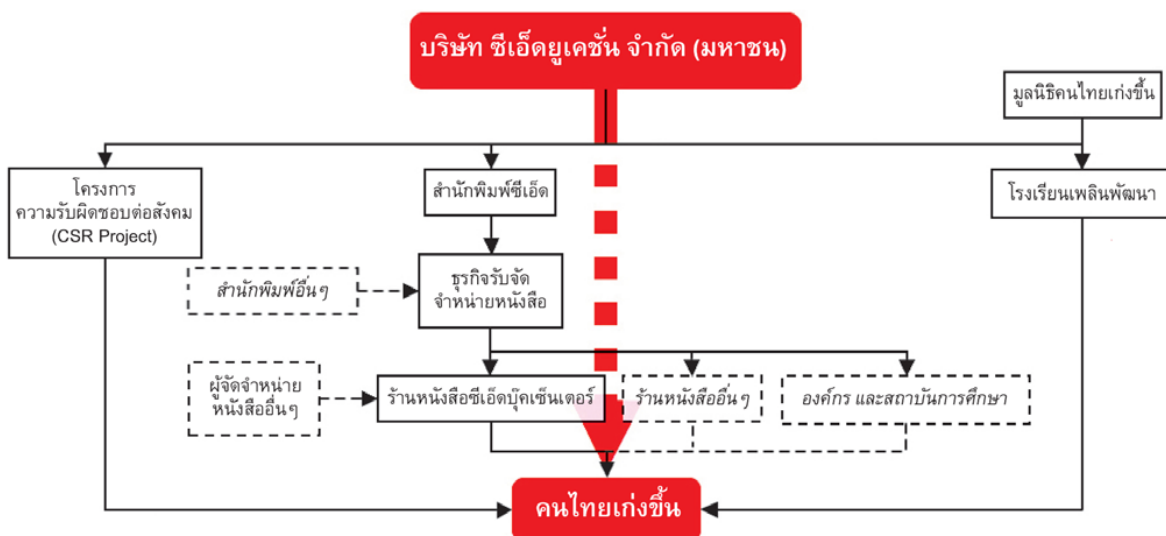 บริษัท ซีเอ็ดยูเคชั่น จำกัด (มหาชน)
มูลนิธิคนไทยเก่งขึ้น
โครงการ
ความรับผิดชอบต่อสังคม
(CSR Project)
สำนักพิมพ์ซีเอ็ด
โรงเรียนเพลินพัฒนา
สำนักพิมพ์อื่นๆ
ธุรกิจรับจัด
จำหน่ายหนังสือ
ผู้จัดจำหน่าย
หนังสืออื่นๆ
ร้านหนังสือซีเอ็ดบุ๊คเซ็นเตอร์
ร้านหนังสืออื่นๆ
องค์กร และสถาบันการศึกษา
คนไทยเก่งขึ้น